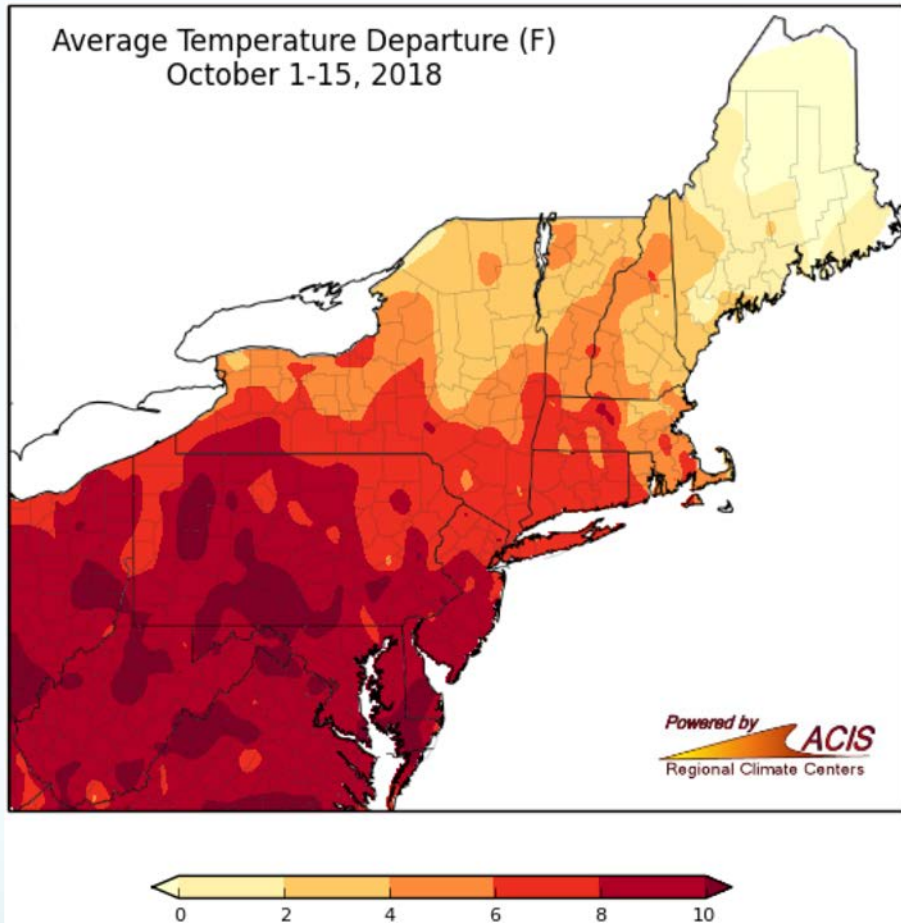 Average Temperature Departure (F)
October 1-15, 2018
Powered by
ACIS
Regional Climate Centers
0 2 4 6 8 10